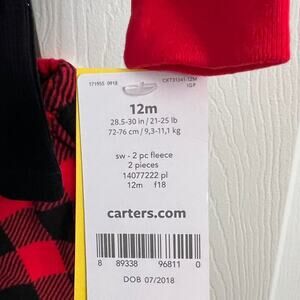 171955 0918
CKT31341-12M
IGP
12m
28.5-30 in / 21-25 lb
72-76 cm / 9,3-11,1 kg
sw - 2 pc fleece
2 pieces
14077222 pl
12m f18
carters.com
8 89338 96811 0
DOB 07/2018